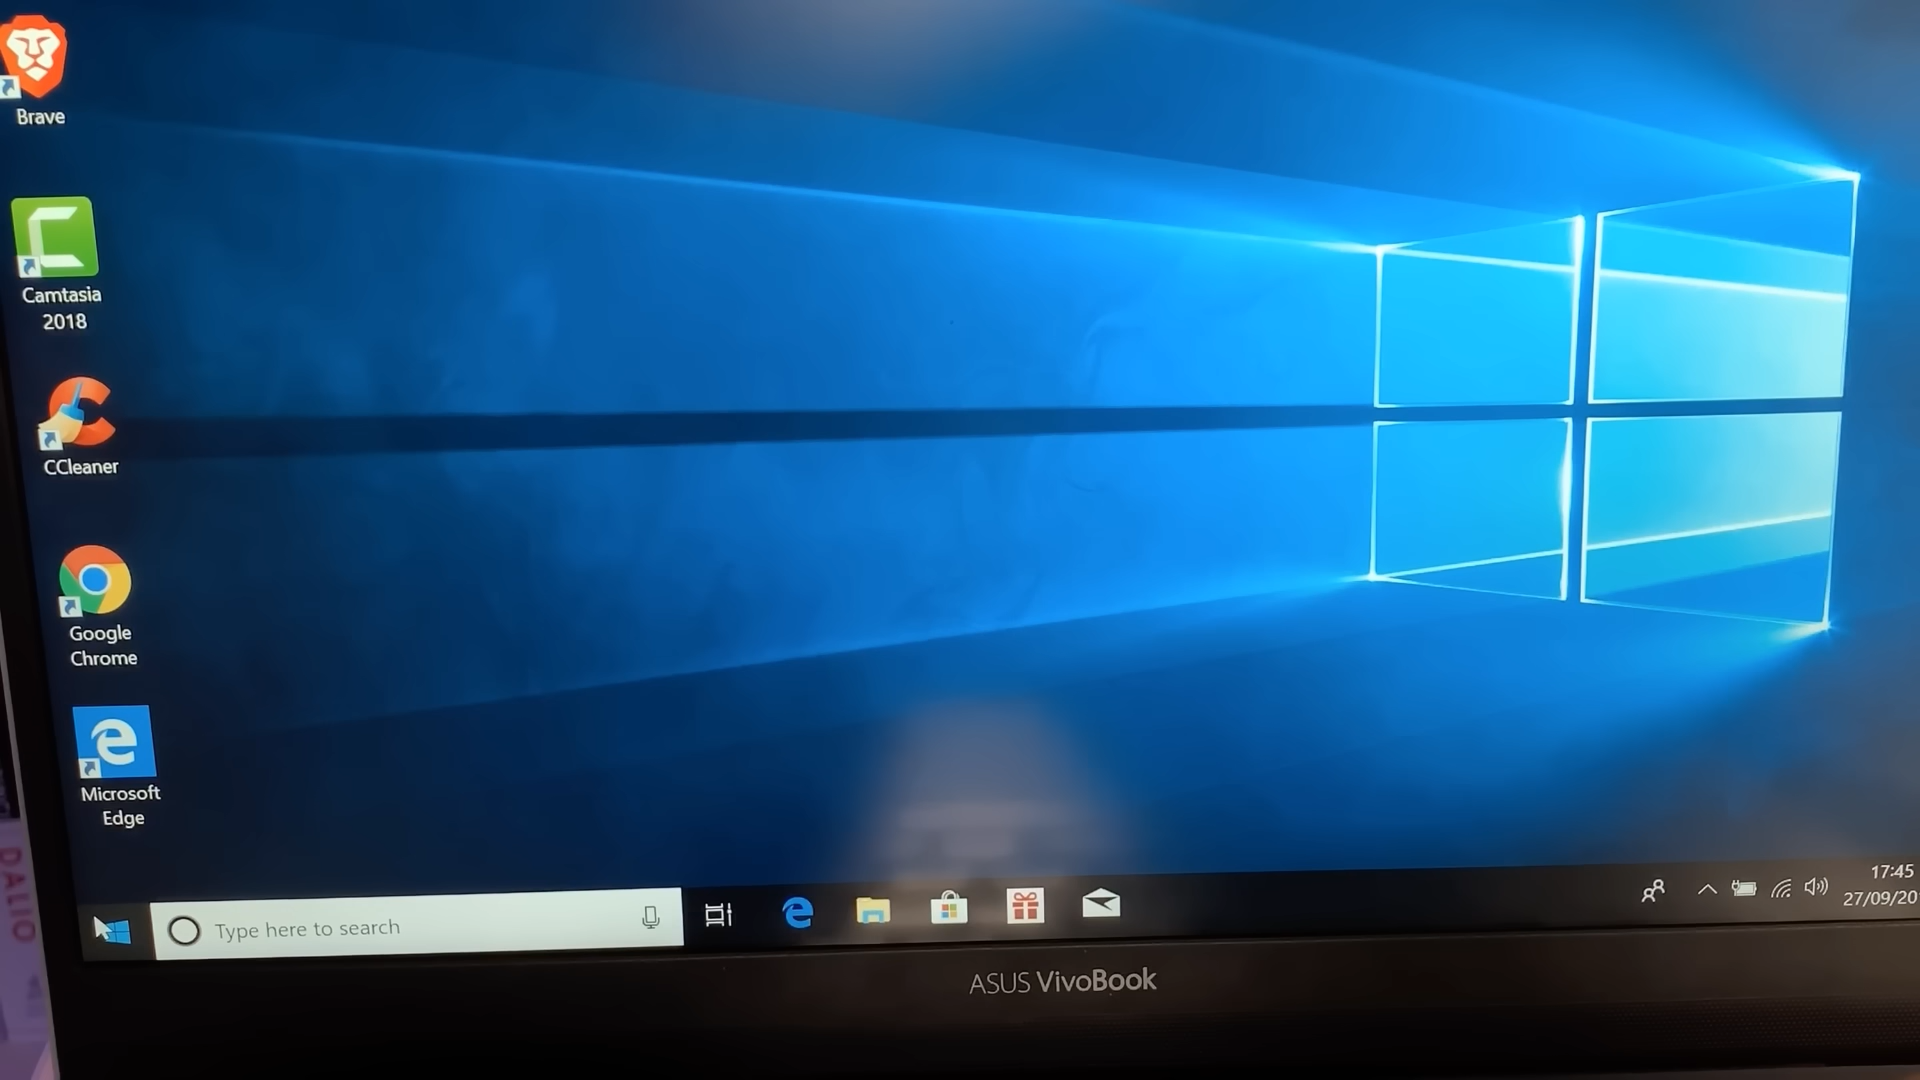 Brave
Camtasia
2018
CCleaner
Google
Chrome
Microsoft
Edge
Type here to search
17:45
27/09/20
ASUS VivoBook
DALIO